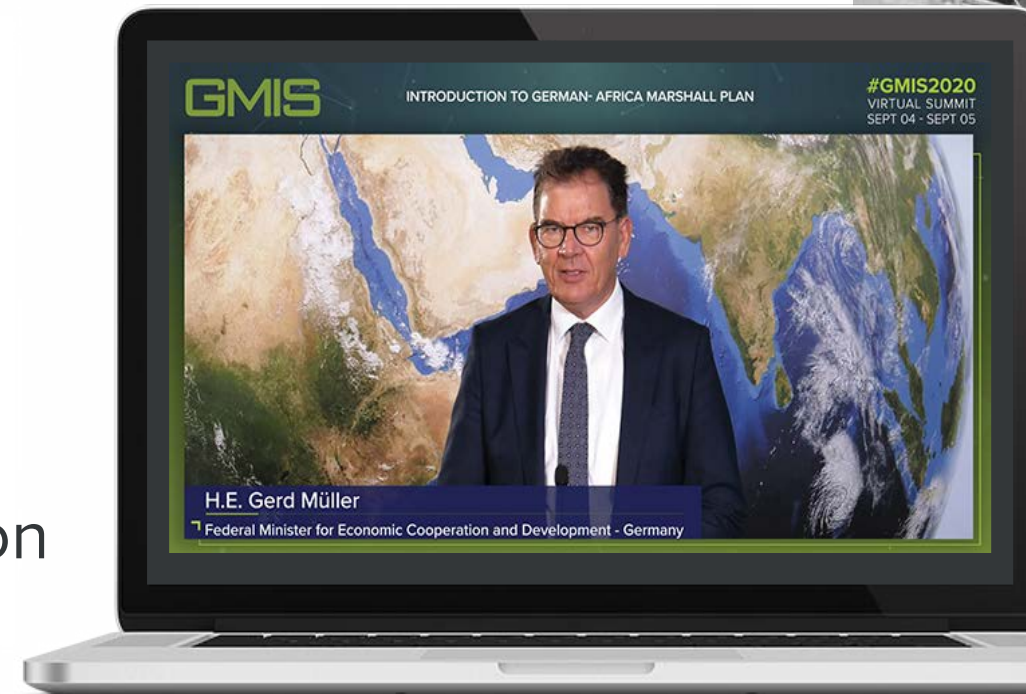 GMIS
INTRODUCTION TO GERMAN- AFRICA MARSHALL PLAN
#GMIS2020
VIRTUAL SUMMIT
SEPT 04 - SEPT 05
H.E. Gerd Müller
Federal Minister for Economic Cooperation and Development - Germany
on